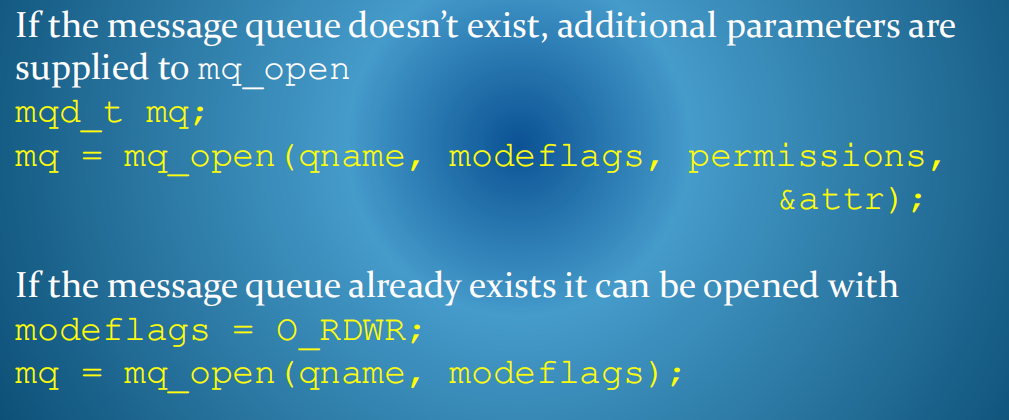 If the message queue doesn’t exist, additional parameters are
supplied to mq_open
mqd_t mq;
mq = mq_open(qname, modeflags, permissions,
&attr);
If the message queue already exists it can be opened with
modeflags = O_RDWR;
mq = mq_open(qname, modeflags);